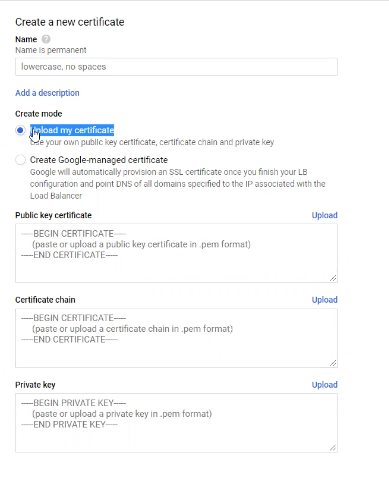 Create a new certificate
Name
Name is permanent
lowercase, no spaces
Add a description
Create mode
Upload my certificate
Use your own public key certificate, certificate chain and private key
Create Google-managed certificate
Google will automatically provision an SSL certificate once you finish your LB
configuration and point DNS of all domains specified to the IP associated with the
Load Balancer
Public key certificate Upload
-----BEGIN CERTIFICATE-----
(paste or upload a public key certificate in .pem format)
-----END CERTIFICATE-----
Certificate chain Upload
-----BEGIN CERTIFICATE-----
(paste or upload a certificate chain in .pem format)
-----END CERTIFICATE-----
Private key Upload
-----BEGIN PRIVATE KEY-----
(paste or upload a private key in .pem format)
-----END PRIVATE KEY-----